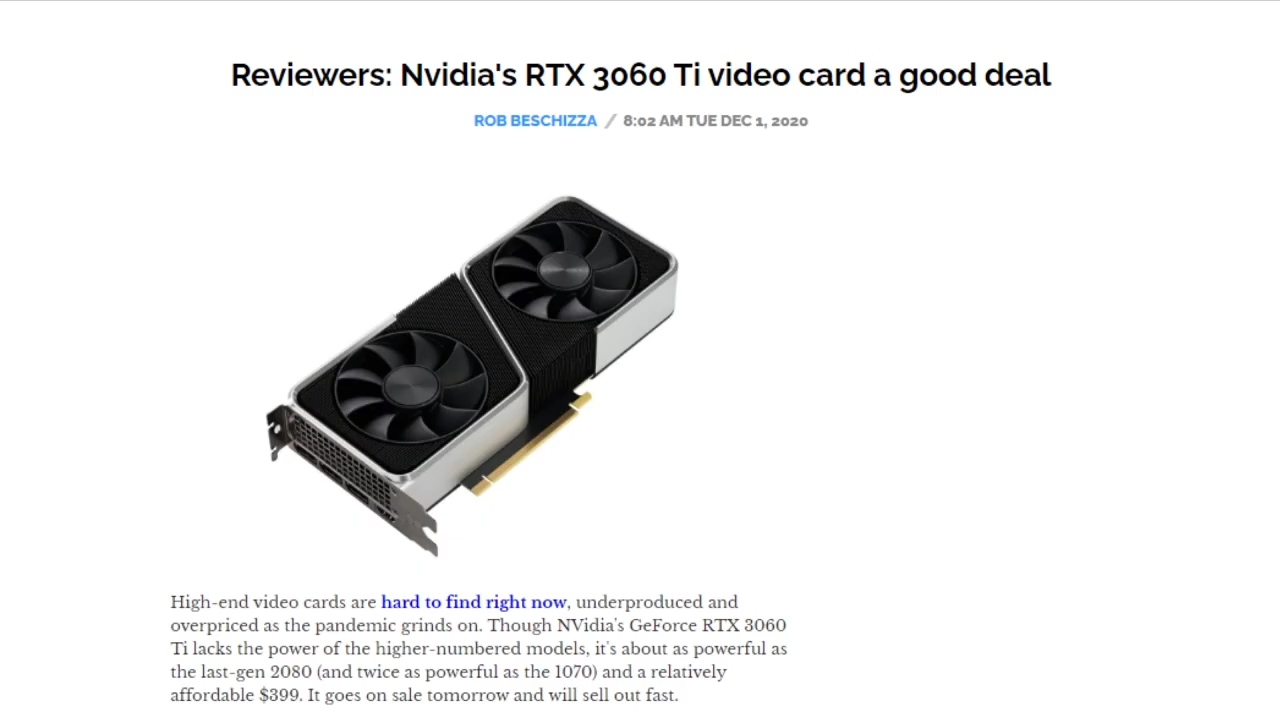 Reviewers: Nvidia's RTX 3060 Ti video card a good deal
ROB BESCHIZZA / 8:02 AM TUE DEC 1, 2020
High-end video cards are hard to find right now, underproduced and
overpriced as the pandemic grinds on. Though NVidia's GeForce RTX 3060
Ti lacks the power of the higher-numbered models, it's about as powerful as
the last-gen 2080 (and twice as powerful as the 1070) and a relatively
affordable $399. It goes on sale tomorrow and will sell out fast.